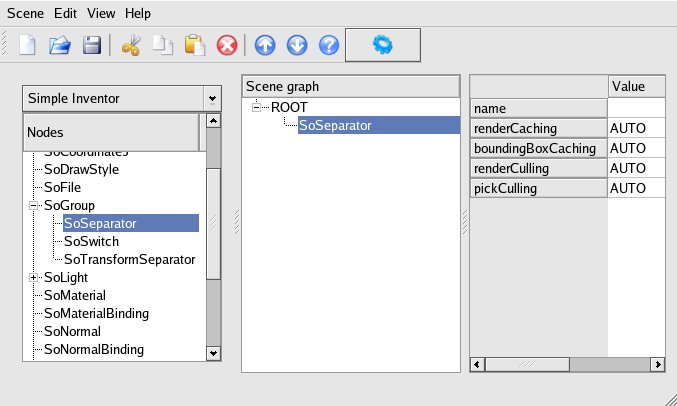 Scene Edit View Help
Simple Inventor
Nodes
SoCoordinates
SoDrawStyle
SoFile
SoGroup
SoSeparator
SoSwitch
SoTransformSeparator
SoLight
SoMaterial
SoMaterialBinding
SoNormal
SoNormalBinding
Scene graph
ROOT
SoSeparator
Value
name
renderCaching AUTO
boundingBoxCaching AUTO
renderCulling AUTO
pickCulling AUTO